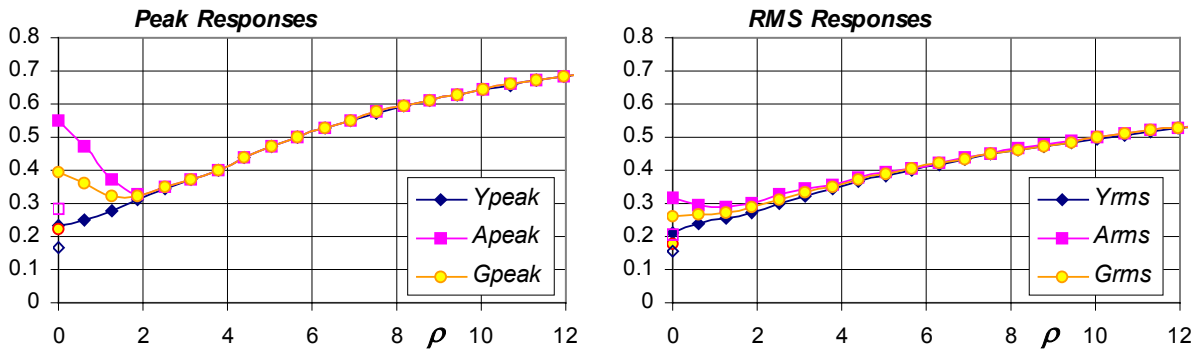 Peak Responses
0.8
0.7
0.6
0.5
0.4
0.3
0.2
0.1
0
0 2 4 6 8 ρ 10 12
Ypeak
Apeak
Gpeak
RMS Responses
0.8
0.7
0.6
0.5
0.4
0.3
0.2
0.1
0
0 2 4 6 8 ρ 10 12
Yrms
Arms
Grms